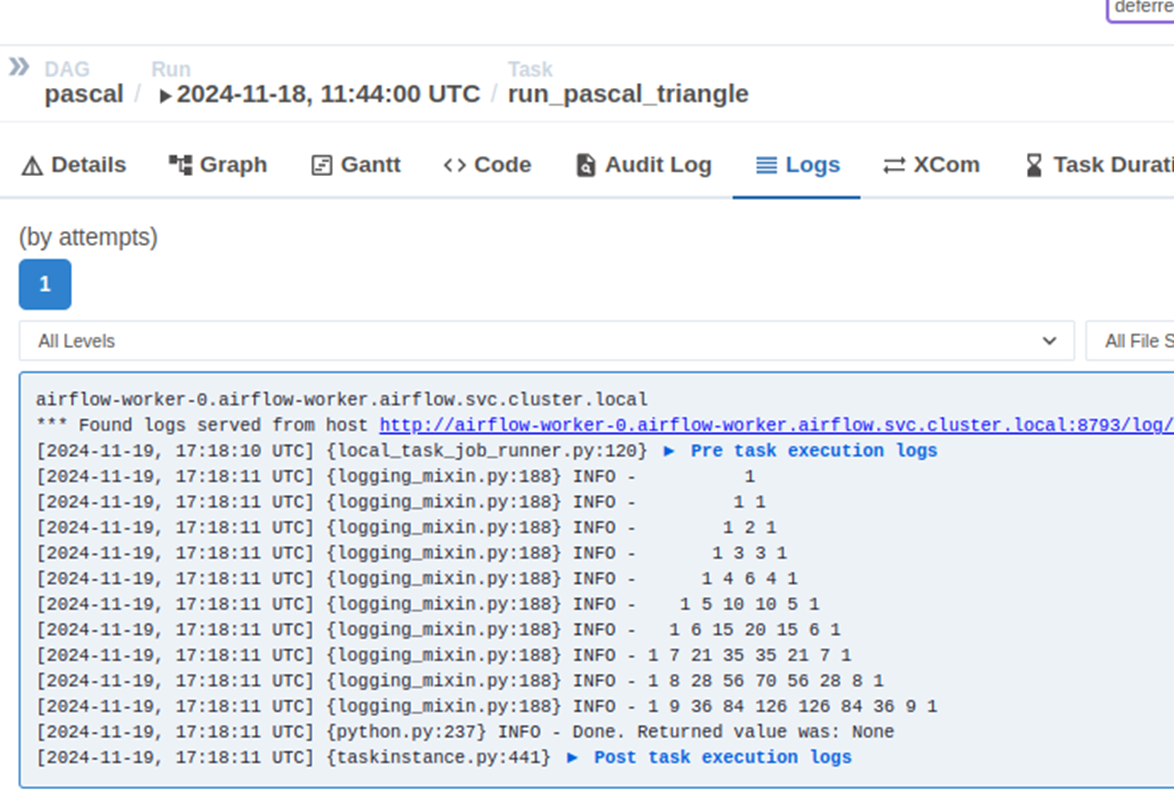 deferre
DAG Run Task
pascal / 2024-11-18, 11:44:00 UTC / run_pascal_triangle
Details Graph Gantt Code Audit Log Logs XCom Task Durati
(by attempts)
1
All Levels All File S
airflow-worker-0.airflow-worker.airflow.svc.cluster.local
*** Found logs served from host http://airflow-worker-0.airflow-worker.airflow.svc.cluster.local:8793/log/
[2024-11-19, 17:18:10 UTC] {local_task_job_runner.py:120} ▶ Pre task execution logs
[2024-11-19, 17:18:11 UTC] {logging_mixin.py:188} INFO -          1
[2024-11-19, 17:18:11 UTC] {logging_mixin.py:188} INFO -         1 1
[2024-11-19, 17:18:11 UTC] {logging_mixin.py:188} INFO -        1 2 1
[2024-11-19, 17:18:11 UTC] {logging_mixin.py:188} INFO -       1 3 3 1
[2024-11-19, 17:18:11 UTC] {logging_mixin.py:188} INFO -      1 4 6 4 1
[2024-11-19, 17:18:11 UTC] {logging_mixin.py:188} INFO -    1 5 10 10 5 1
[2024-11-19, 17:18:11 UTC] {logging_mixin.py:188} INFO -   1 6 15 20 15 6 1
[2024-11-19, 17:18:11 UTC] {logging_mixin.py:188} INFO - 1 7 21 35 35 21 7 1
[2024-11-19, 17:18:11 UTC] {logging_mixin.py:188} INFO - 1 8 28 56 70 56 28 8 1
[2024-11-19, 17:18:11 UTC] {logging_mixin.py:188} INFO - 1 9 36 84 126 126 84 36 9 1
[2024-11-19, 17:18:11 UTC] {python.py:237} INFO - Done. Returned value was: None
[2024-11-19, 17:18:11 UTC] {taskinstance.py:441} ▶ Post task execution logs